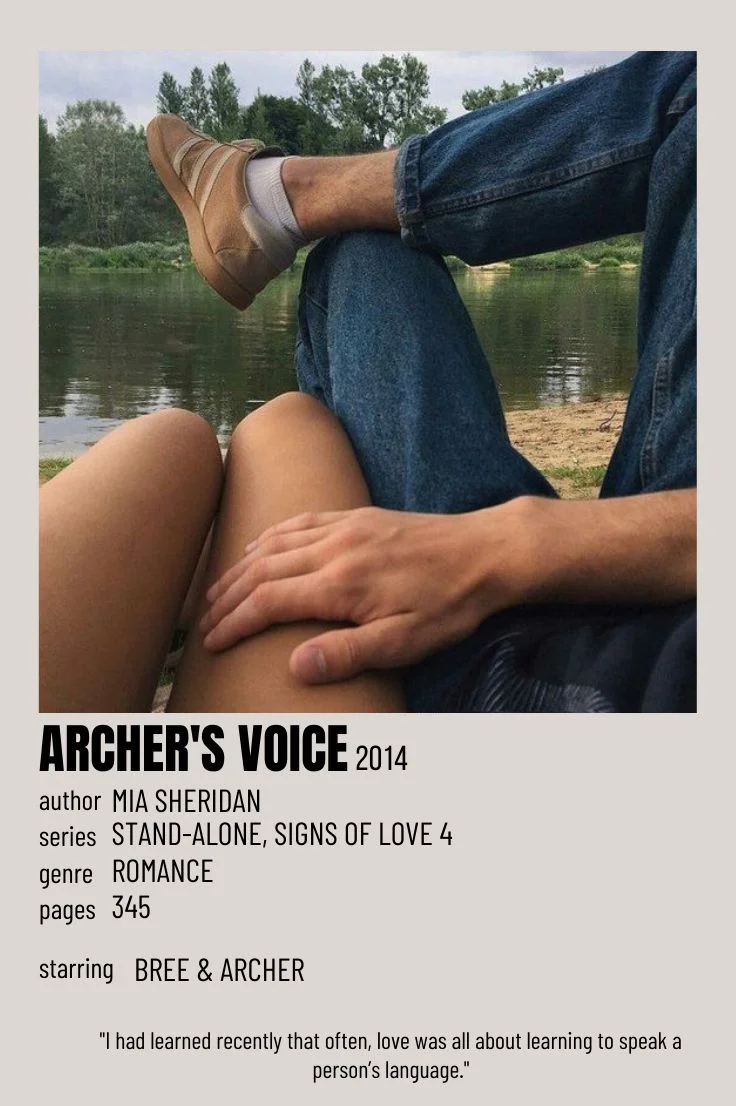 ARCHER'S VOICE 2014
author MIA SHERIDAN
series STAND-ALONE, SIGNS OF LOVE 4
genre ROMANCE
pages 345
starring BREE & ARCHER
"I had learned recently that often, love was all about learning to speak a
person’s language."